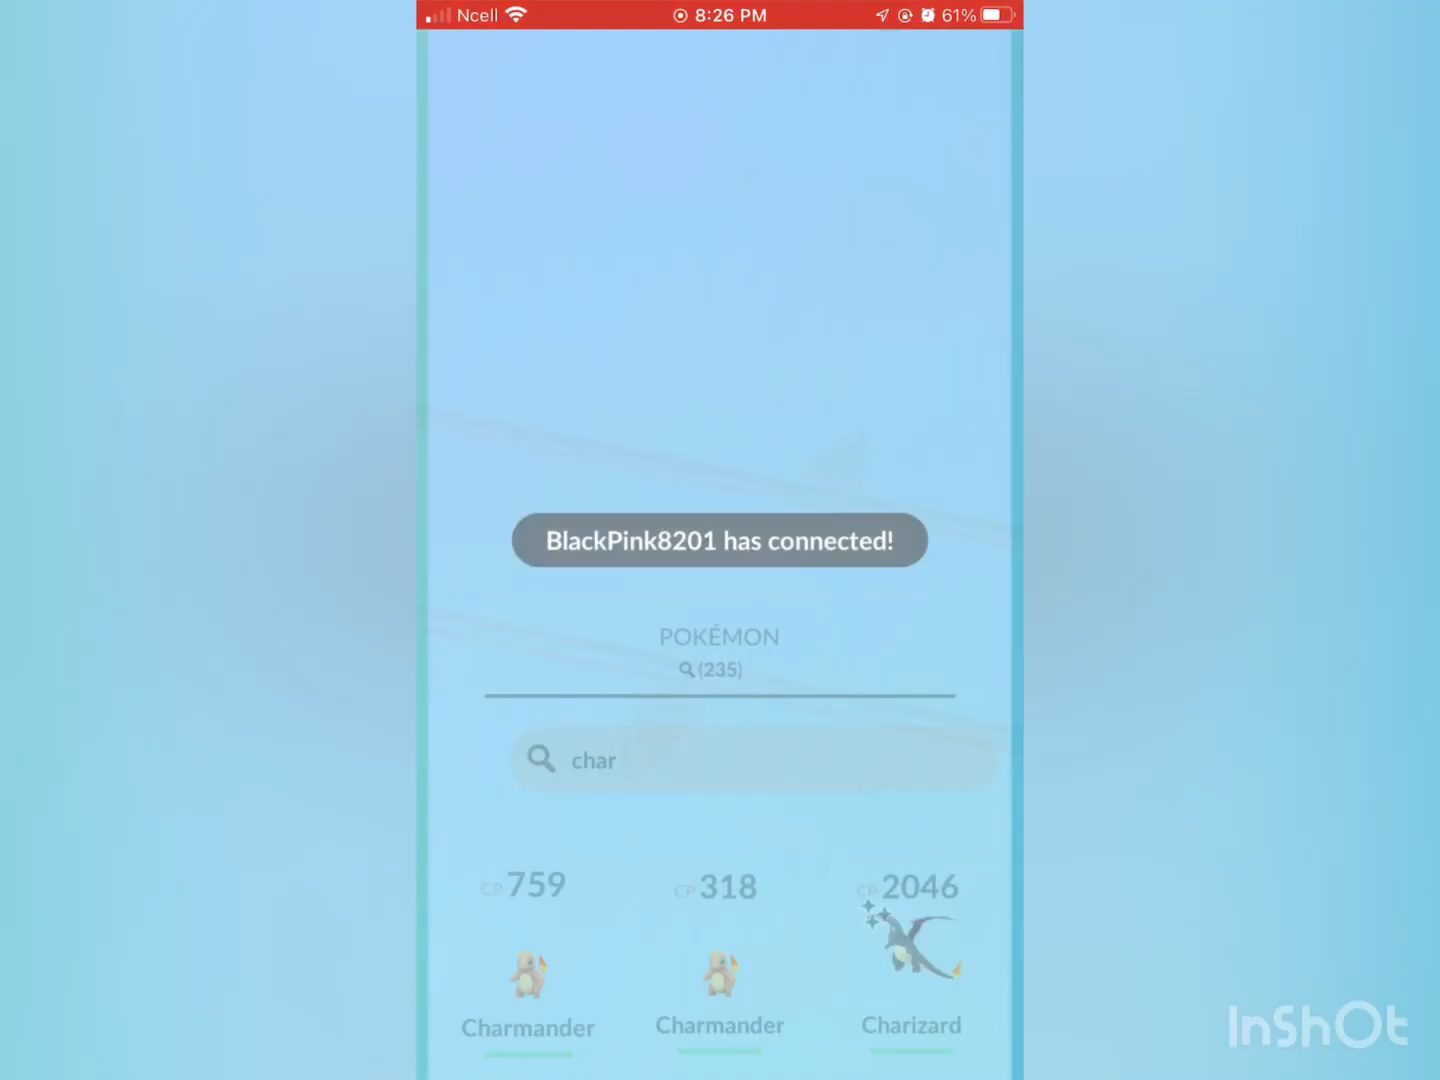 Ncell 8:26 PM 61%
BlackPink8201 has connected!
POKÉMON
(235)
char
CP 759 CP 318 CP 2046
Charmander Charmander Charizard
InShOt